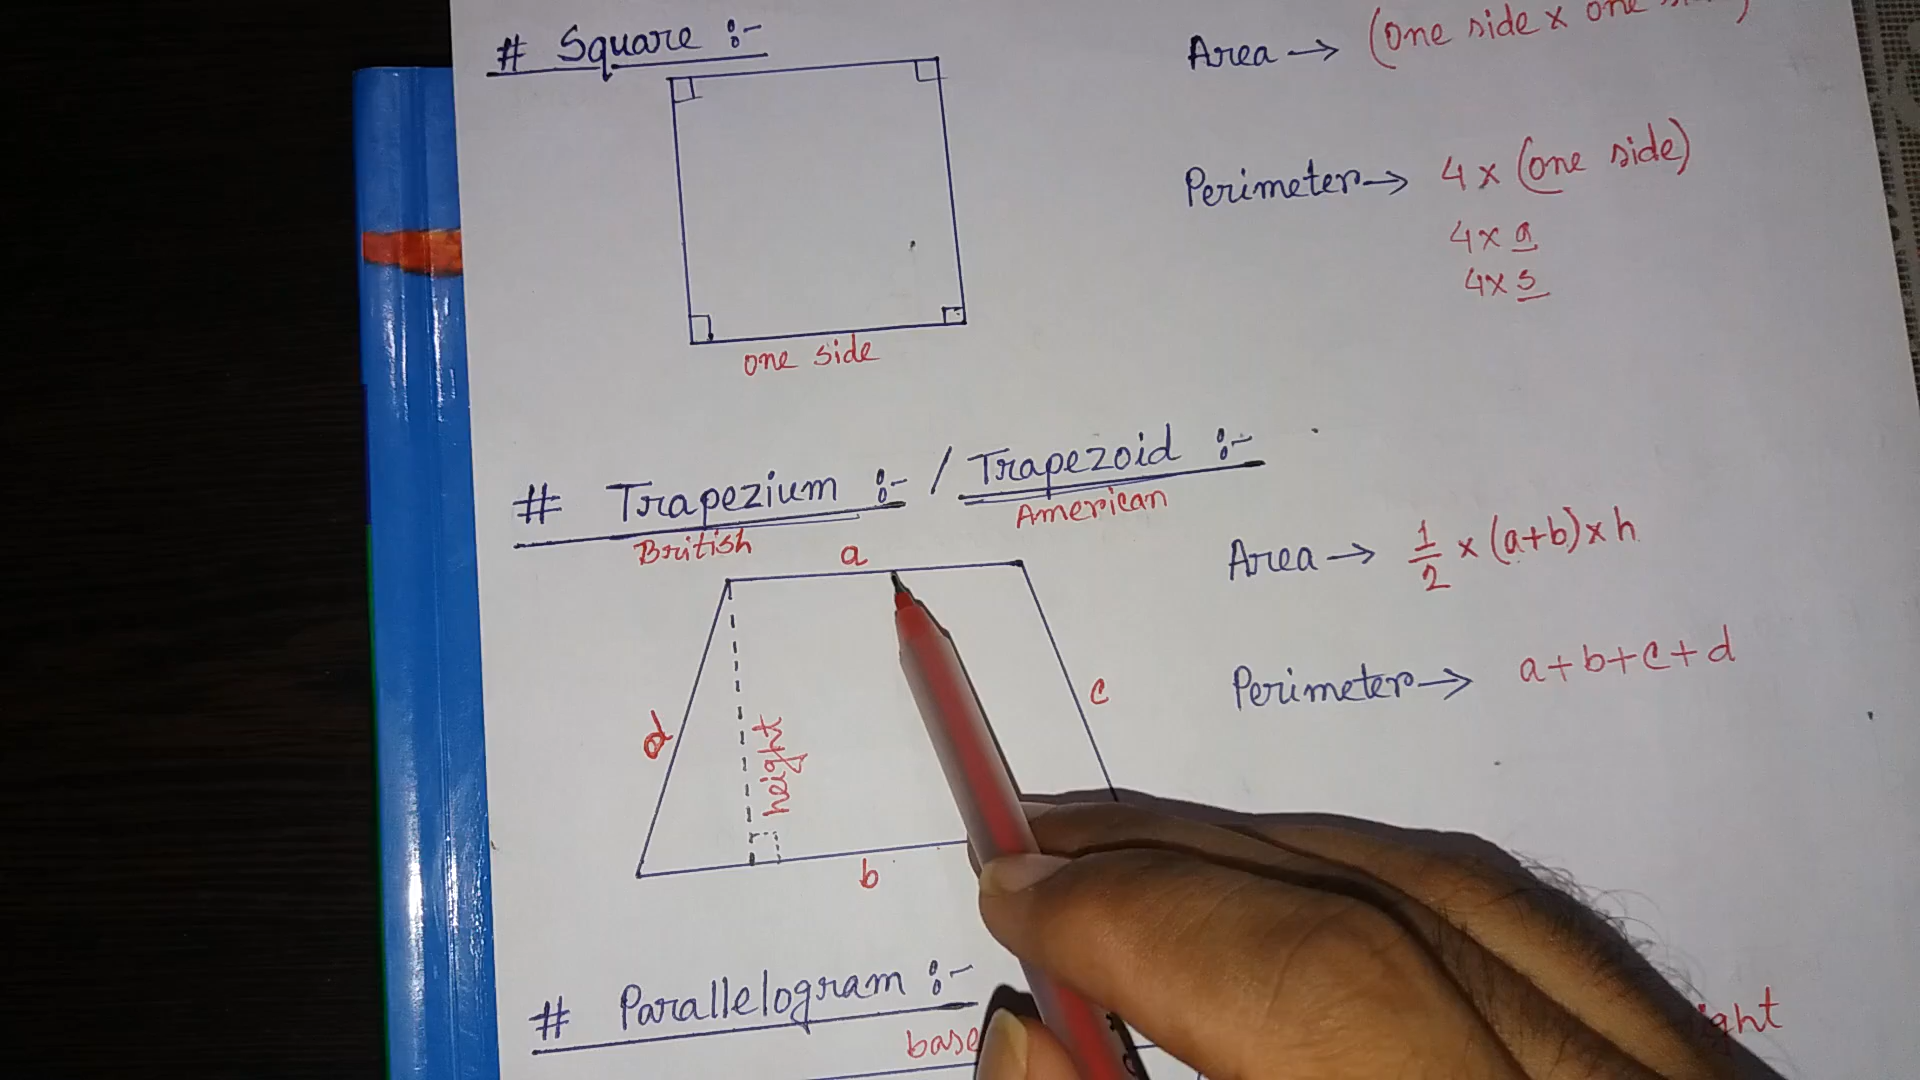 # Square :-
Area → (one side x one
one side
Perimeter → 4 x (one side)
4 x a
4 x s
# Trapezium :- / Trapezoid :-
British
American
a
d
height
c
b
Area → 1/2 x (a+b) x h
Perimeter → a+b+c+d
# Parallelogram :-
base